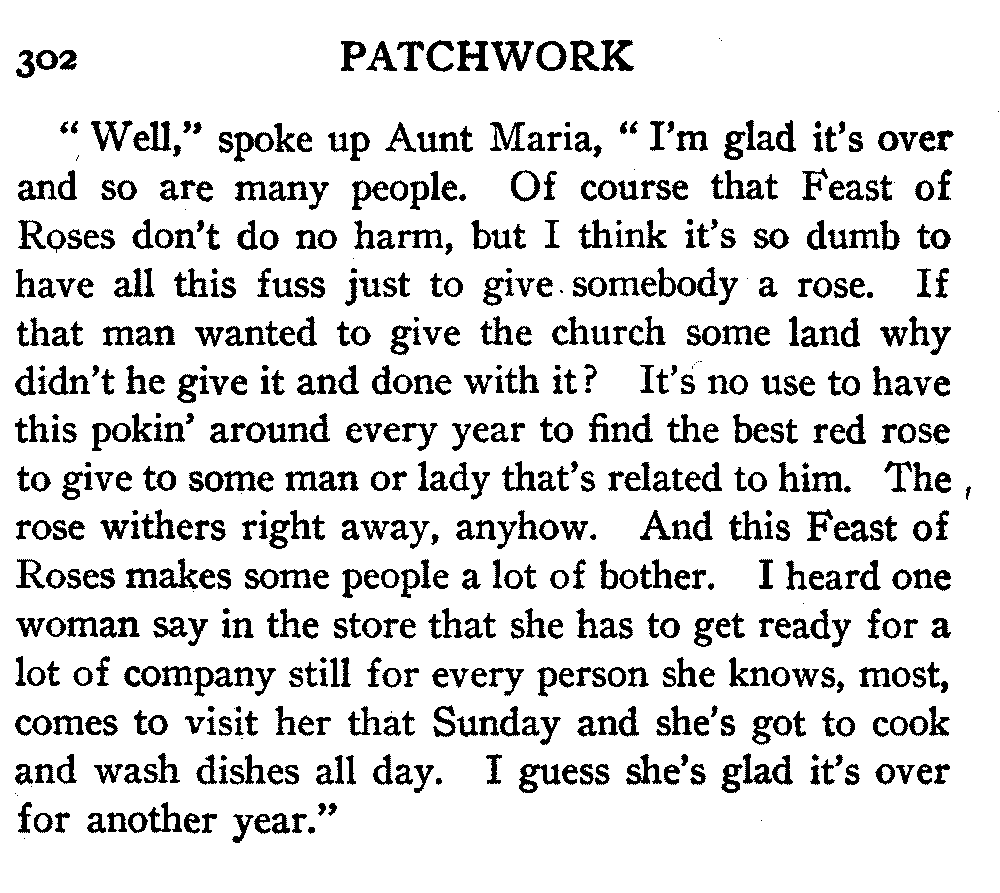 302 PATCHWORK
“ Well,” spoke up Aunt Maria, “ I'm glad it's over
and so are many people. Of course that Feast of
Roses don't do no harm, but I think it's so dumb to
have all this fuss just to give somebody a rose. If
that man wanted to give the church some land why
didn't he give it and done with it? It's no use to have
this pokin' around every year to find the best red rose
to give to some man or lady that's related to him. The
rose withers right away, anyhow. And this Feast of
Roses makes some people a lot of bother. I heard one
woman say in the store that she has to get ready for a
lot of company still for every person she knows, most,
comes to visit her that Sunday and she's got to cook
and wash dishes all day. I guess she's glad it's over
for another year.”